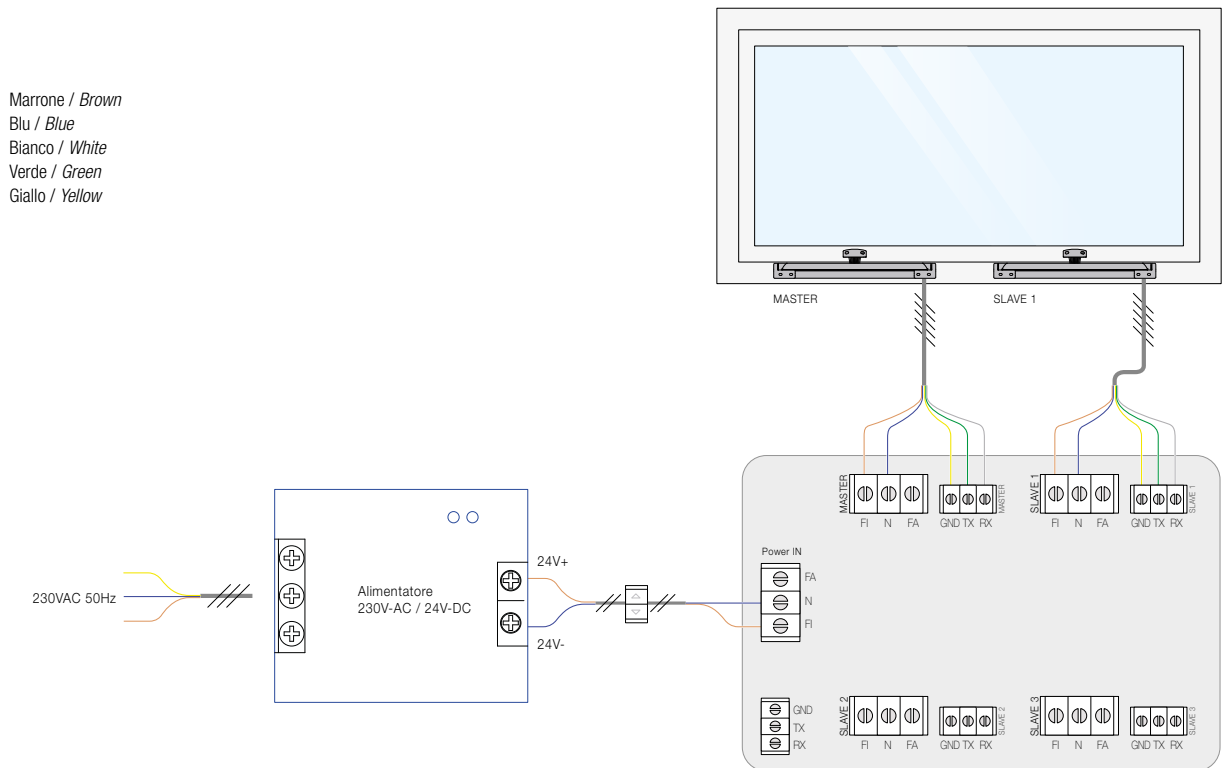 Marrone / Brown
Blu / Blue
Bianco / White
Verde / Green
Giallo / Yellow
MASTER
SLAVE 1
MASTER
FI N FA
GND TX RX
MASTER
SLAVE 1
FI N FA
GND TX RX
SLAVE 1
Power IN
FA
N
FI
230VAC 50Hz
Alimentatore
230V-AC / 24V-DC
24V+
24V-
GND
TX
RX
SLAVE 2
FI N FA
GND TX RX
SLAVE 2
SLAVE 3
FI N FA
GND TX RX
SLAVE 3